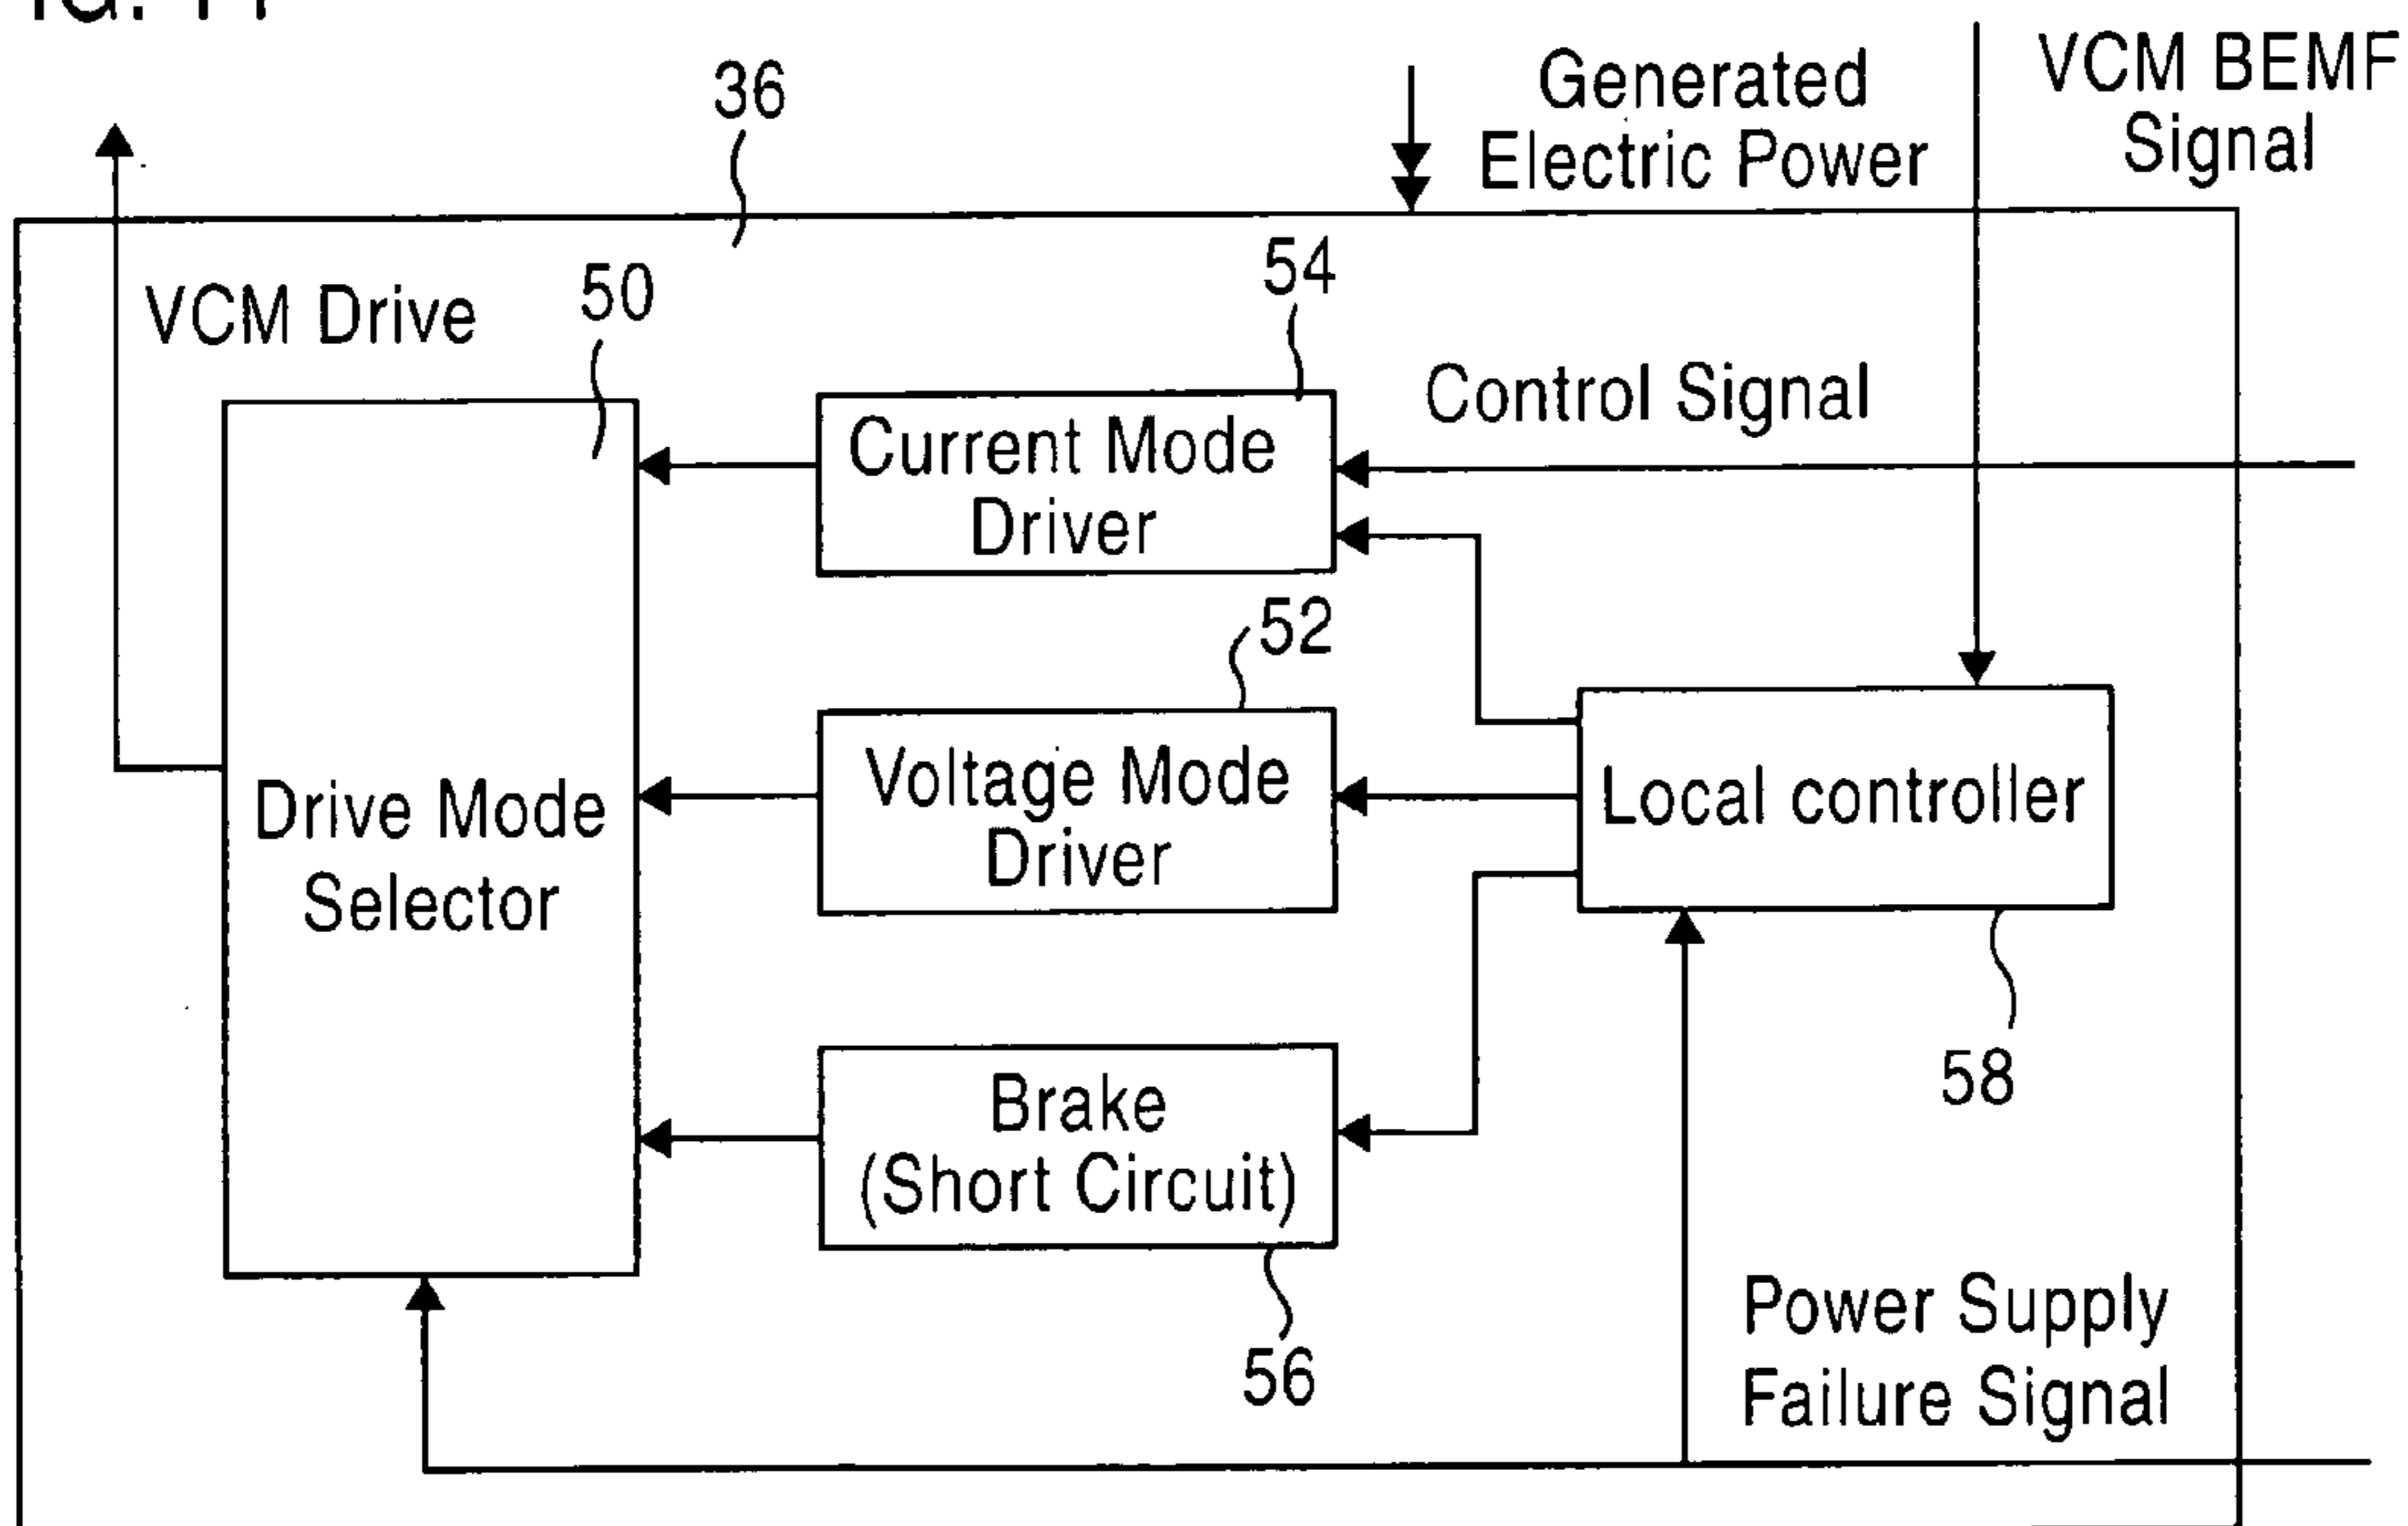 36
Generated
Electric Power
VCM BEMF
Signal
VCM Drive
50
54
Control Signal
Current Mode
Driver
52
Voltage Mode
Driver
Local controller
Drive Mode
Selector
58
Brake
(Short Circuit)
56
Power Supply
Failure Signal